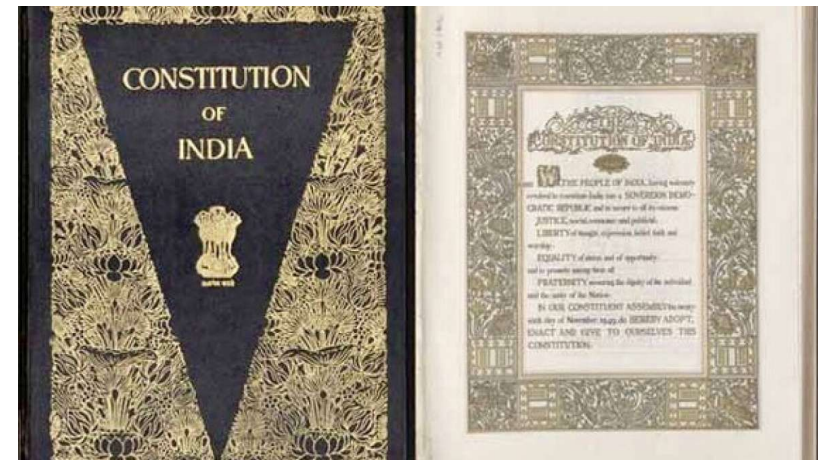 CONSTITUTION
OF
INDIA
सत्यमेव जयते
THE
CONSTITUTION OF INDIA
WE, THE PEOPLE OF INDIA, having solemnly
resolved to constitute India into a SOVEREIGN DEMO-
CRATIC REPUBLIC and to secure to all its citizens:
JUSTICE, social, economic and political;
LIBERTY of thought, expression, belief, faith and
worship;
EQUALITY of status and of opportunity;
and to promote among them all
FRATERNITY assuring the dignity of the individual
and the unity of the Nation;
IN OUR CONSTITUENT ASSEMBLY this twenty-
sixth day of November, 1949, do HEREBY ADOPT,
ENACT AND GIVE TO OURSELVES THIS
CONSTITUTION.